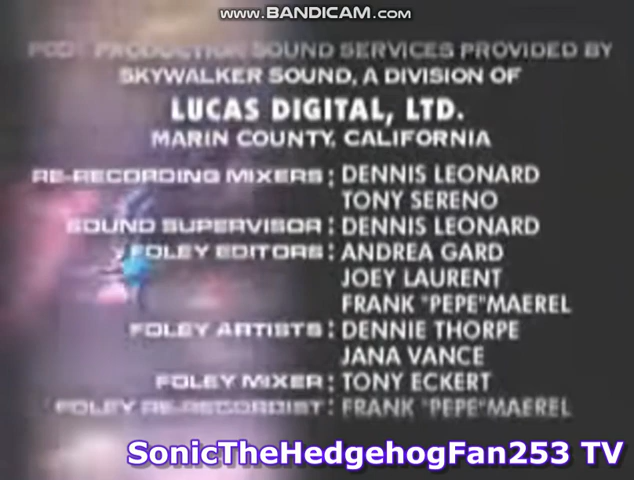 www.BANDICAM.com
POST PRODUCTION SOUND SERVICES PROVIDED BY
SKYWALKER SOUND, A DIVISION OF
LUCAS DIGITAL, LTD.
MARIN COUNTY, CALIFORNIA
RE-RECORDING MIXERS : DENNIS LEONARD
TONY SERENO
SOUND SUPERVISOR : DENNIS LEONARD
FOLEY EDITORS : ANDREA GARD
JOEY LAURENT
FRANK "PEPE"MAEREL
FOLEY ARTISTS : DENNIE THORPE
JANA VANCE
FOLEY MIXER : TONY ECKERT
FOLEY RE-RECORDIST : FRANK "PEPE"MAEREL
SonicTheHedgehogFan253 TV